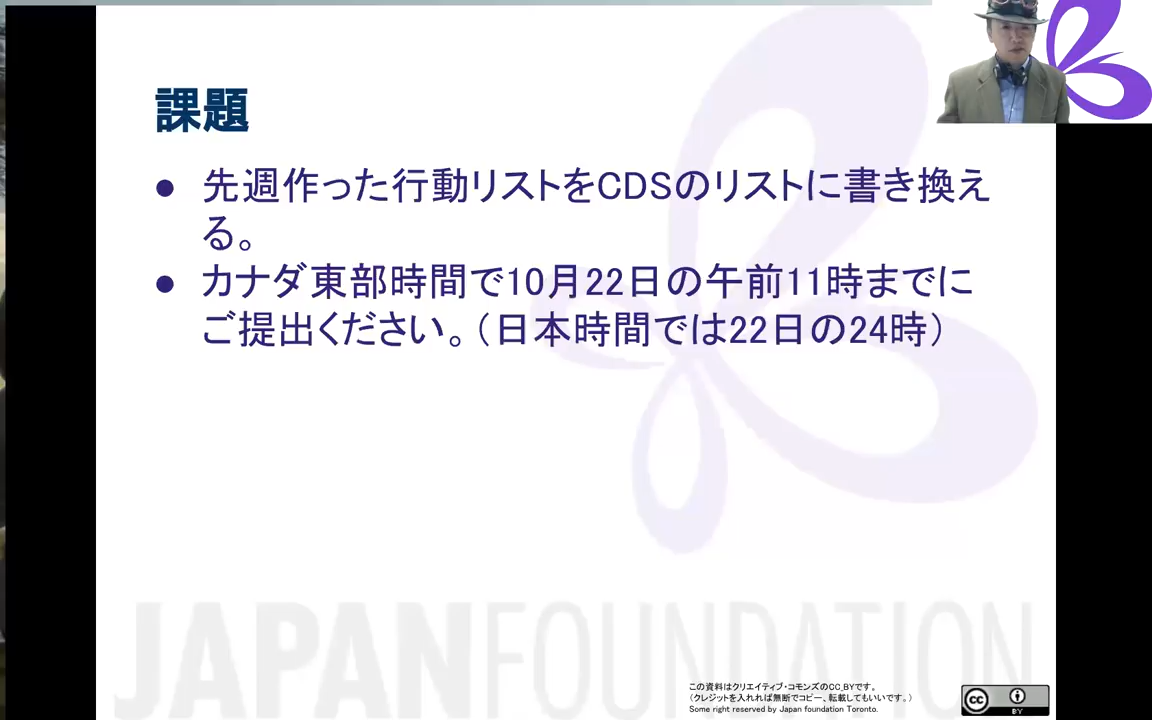 課題
● 先週作った行動リストをCDSのリストに書き換え
る。
● カナダ東部時間で10月22日の午前11時までに
ご提出ください。（日本時間では22日の24時）
JAPANFOUNDATION
この資料はクリエイティブ・コモンズのCC_BYです。
（クレジットを入れれば無断でコピー、転載してもいいです。）
Some right reserved by Japan foundation Toronto.
cc
BY